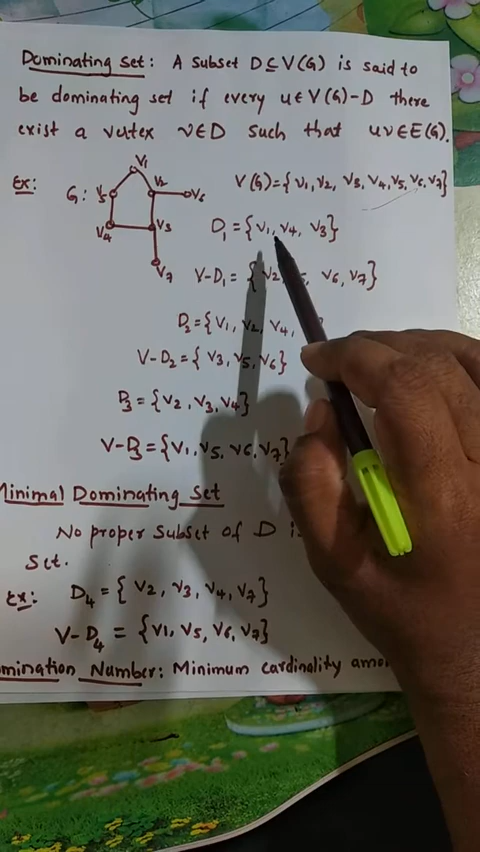 Dominating Set: A subset D⊆V(G) is said to
be dominating set if every u∈V(G)-D there
exist a vertex v∈D such that uv∈E(G).
Ex: G:
V1
V5 V2 V6
V4 V3
V7
V(G)={V1,V2, V3, V4,V5, V6,V7}
D1={V1,V4, V3}
V-D1= {V2, V6, V7}
D2={V1, V2, V4,
V-D2={ V3, V5, V6}
D3={V2, V3, V4}
V-D3={V1,V5, V6,V7}
Minimal Dominating Set
No proper Subset of D
Set.
Ex: D4={ V2, V3, V4, V7}
V-D4 = {V1, V5, V6, V7}
omination Number: Minimum cardinality amo